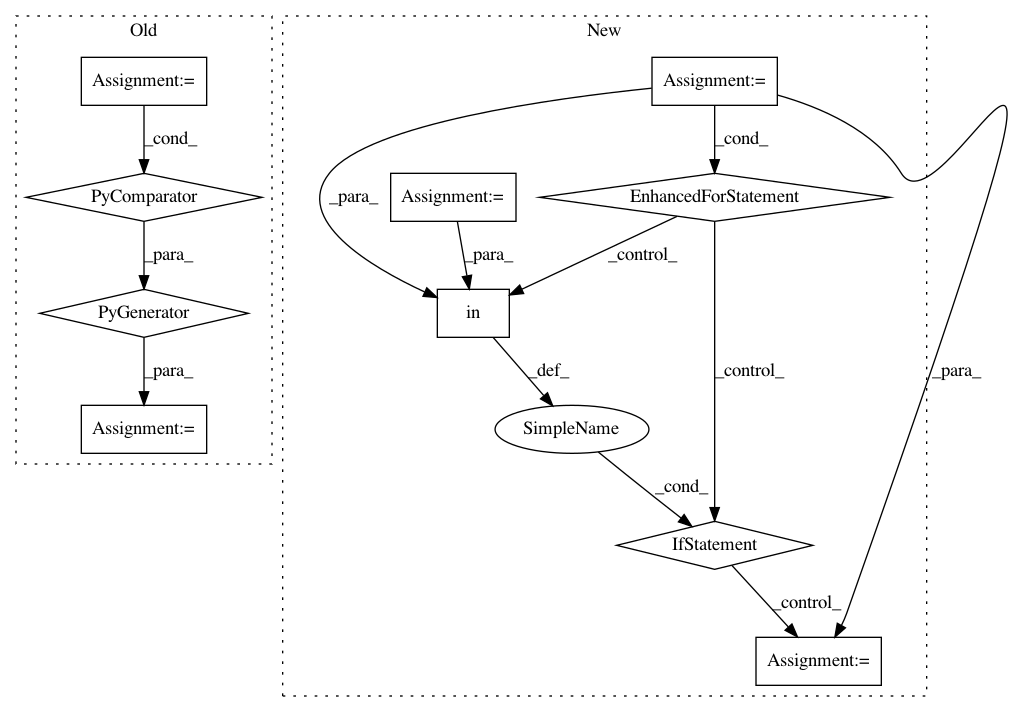 Old
New
Assignment:=
Assignment:=
_cond_
_cond_
PyComparator
Assignment:=
EnhancedForStatement
_para_
_para_
_para_
_control_
PyGenerator
in
_para_
_def_
_control_
_para_
Assignment:=
SimpleName
_cond_
IfStatement
_control_
Assignment:=